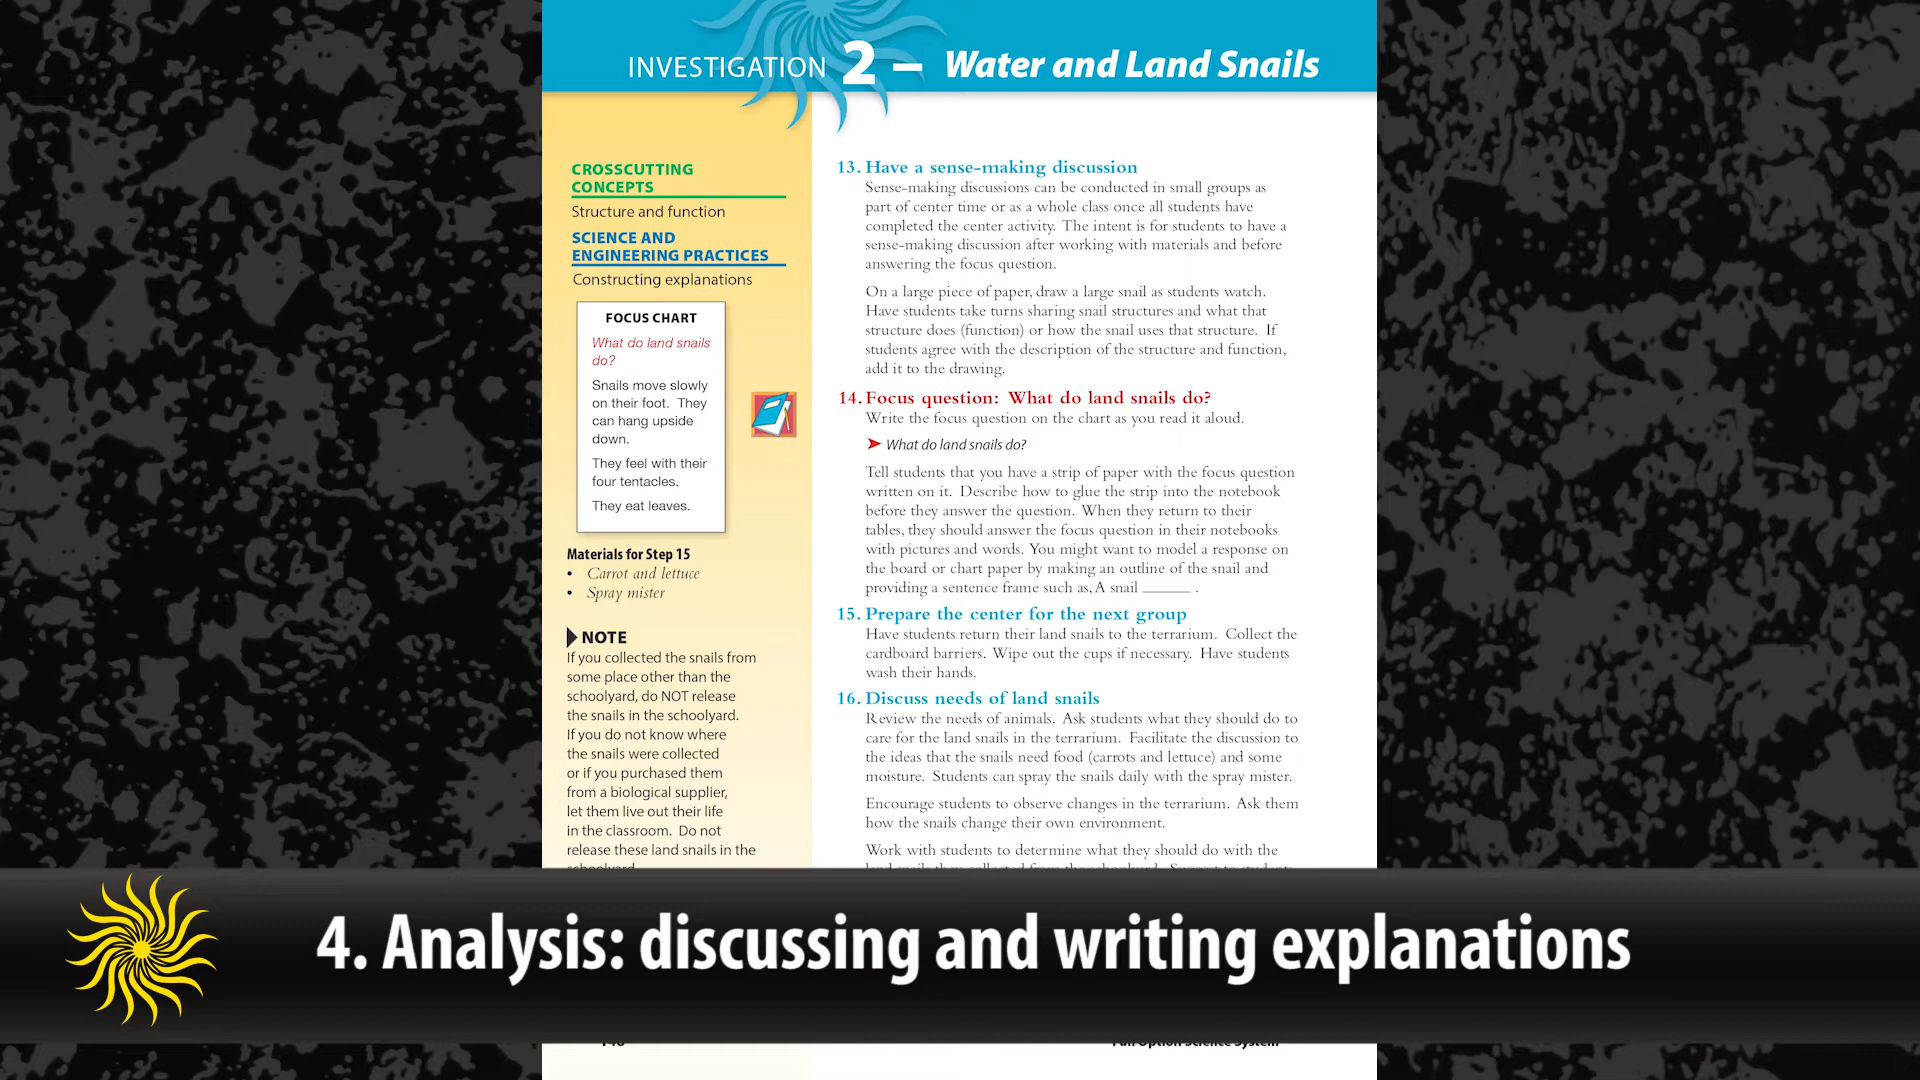 INVESTIGATION 2 – Water and Land Snails
CROSSCUTTING
CONCEPTS
Structure and function
SCIENCE AND
ENGINEERING PRACTICES
Constructing explanations
FOCUS CHART
What do land snails
do?
Snails move slowly
on their foot. They
can hang upside
down.
They feel with their
four tentacles.
They eat leaves.
Materials for Step 15
• Carrot and lettuce
• Spray mister
NOTE
If you collected the snails from
some place other than the
schoolyard, do NOT release
the snails in the schoolyard.
If you do not know where
the snails were collected
or if you purchased them
from a biological supplier,
let them live out their life
in the classroom. Do not
release these land snails in the
schoolyard.
13. Have a sense-making discussion
Sense-making discussions can be conducted in small groups as
part of center time or as a whole class once all students have
completed the center activity. The intent is for students to have a
sense-making discussion after working with materials and before
answering the focus question.
On a large piece of paper, draw a large snail as students watch.
Have students take turns sharing snail structures and what that
structure does (function) or how the snail uses that structure. If
students agree with the description of the structure and function,
add it to the drawing.
14. Focus question: What do land snails do?
Write the focus question on the chart as you read it aloud.
➤ What do land snails do?
Tell students that you have a strip of paper with the focus question
written on it. Describe how to glue the strip into the notebook
before they answer the question. When they return to their
tables, they should answer the focus question in their notebooks
with pictures and words. You might want to model a response on
the board or chart paper by making an outline of the snail and
providing a sentence frame such as, A snail ______ .
15. Prepare the center for the next group
Have students return their land snails to the terrarium. Collect the
cardboard barriers. Wipe out the cups if necessary. Have students
wash their hands.
16. Discuss needs of land snails
Review the needs of animals. Ask students what they should do to
care for the land snails in the terrarium. Facilitate the discussion to
the ideas that the snails need food (carrots and lettuce) and some
moisture. Students can spray the snails daily with the spray mister.
Encourage students to observe changes in the terrarium. Ask them
how the snails change their own environment.
Work with students to determine what they should do with the
4. Analysis: discussing and writing explanations
Full Option Science System